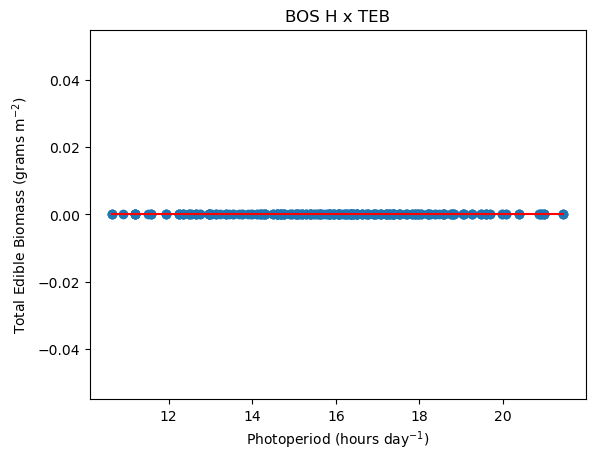 BOS H x TEB
Total Edible Biomass (grams m⁻²)
0.04
0.02
0.00
−0.02
−0.04
12 14 16 18 20
Photoperiod (hours day⁻¹)